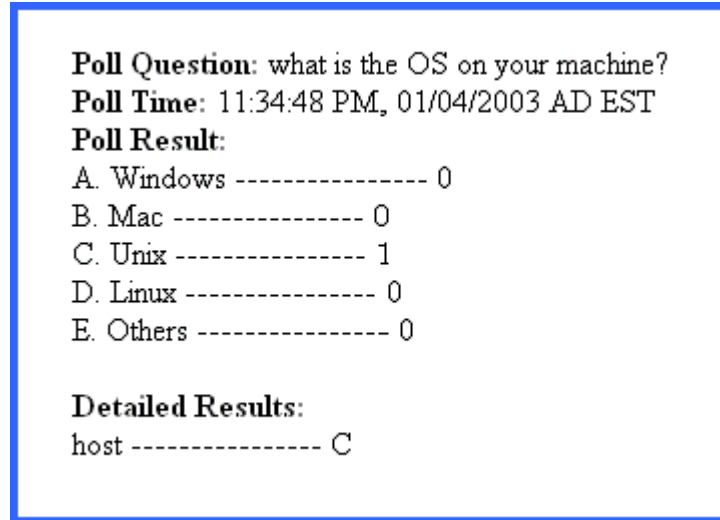 Poll Question: what is the OS on your machine?
Poll Time: 11:34:48 PM, 01/04/2003 AD EST
Poll Result:
A. Windows ---------------- 0
B. Mac ---------------- 0
C. Unix ---------------- 1
D. Linux ---------------- 0
E. Others ---------------- 0
Detailed Results:
host ---------------- C